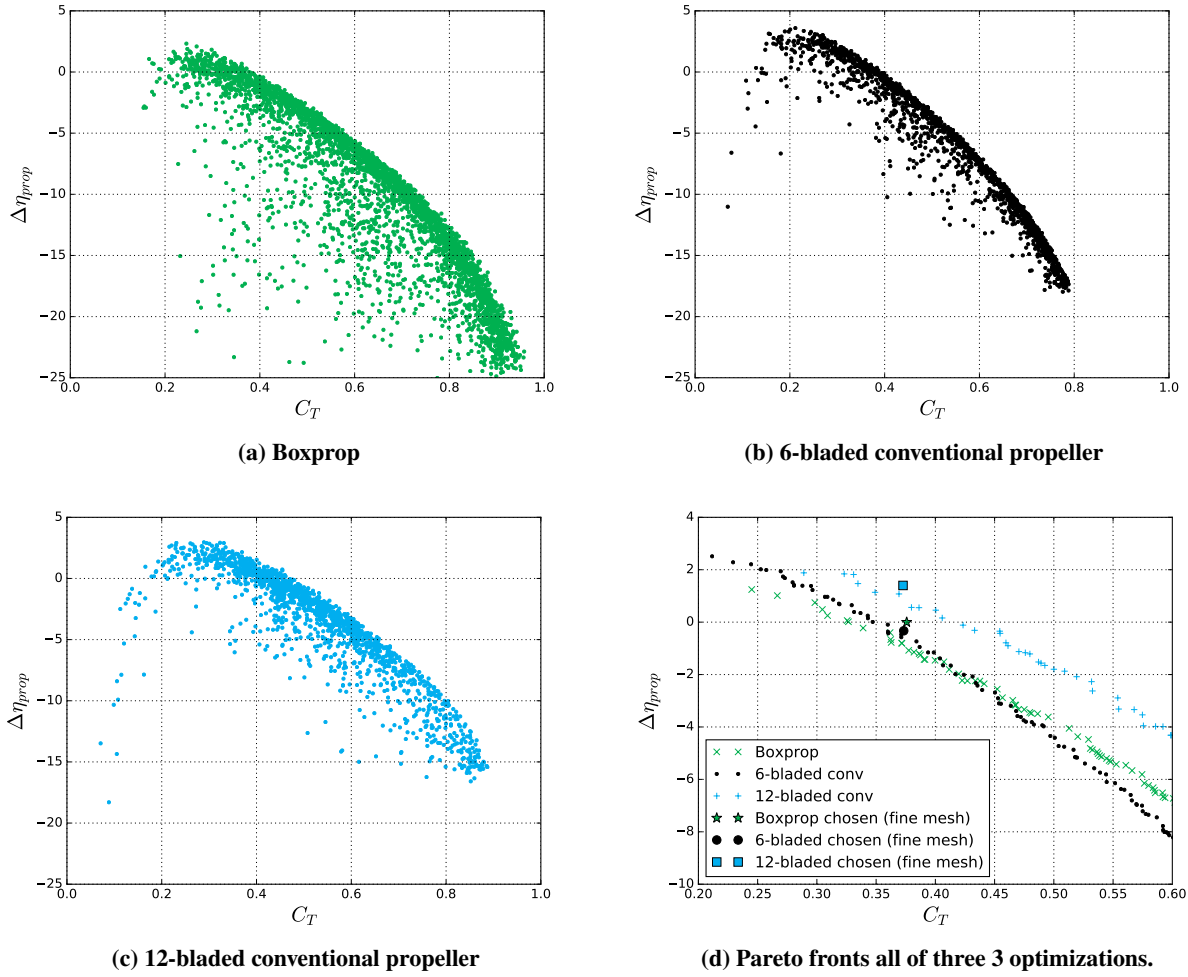 5
0
−5
−10
−15
−20
−25
Δη_prop
0.0 0.2 0.4 0.6 0.8 1.0
C_T
(a) Boxprop
5
0
−5
−10
−15
−20
−25
Δη_prop
0.0 0.2 0.4 0.6 0.8 1.0
C_T
(b) 6-bladed conventional propeller
5
0
−5
−10
−15
−20
−25
Δη_prop
0.0 0.2 0.4 0.6 0.8 1.0
C_T
(c) 12-bladed conventional propeller
4
2
0
−2
−4
−6
−8
−10
Δη_prop
Boxprop
6-bladed conv
12-bladed conv
Boxprop chosen (fine mesh)
6-bladed chosen (fine mesh)
12-bladed chosen (fine mesh)
0.20 0.25 0.30 0.35 0.40 0.45 0.50 0.55 0.60
C_T
(d) Pareto fronts all of three 3 optimizations.